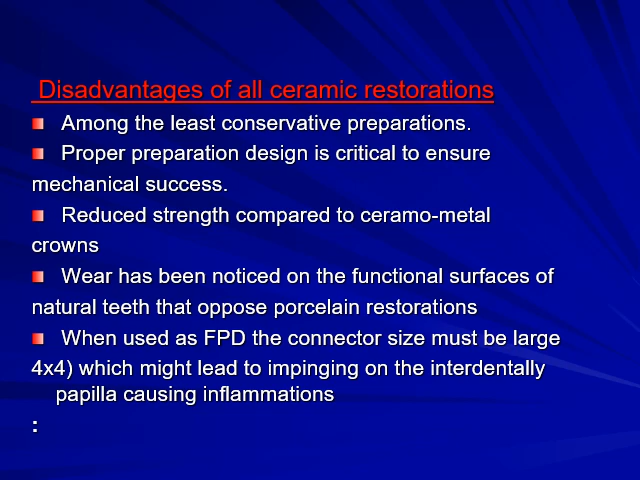 Disadvantages of all ceramic restorations
Among the least conservative preparations.
Proper preparation design is critical to ensure
mechanical success.
Reduced strength compared to ceramo-metal
crowns
Wear has been noticed on the functional surfaces of
natural teeth that oppose porcelain restorations
When used as FPD the connector size must be large
4x4) which might lead to impinging on the interdentally
papilla causing inflammations
: